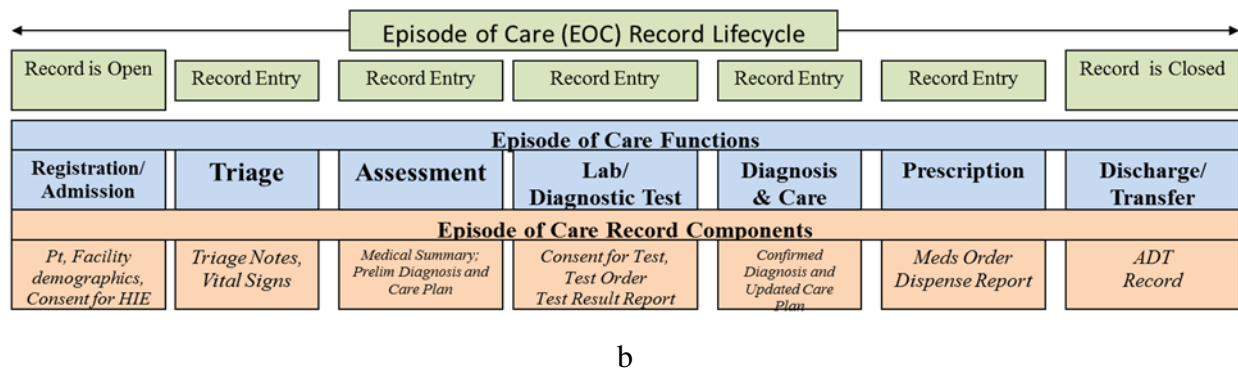 Episode of Care (EOC) Record Lifecycle
Record is Open
Record Entry
Record Entry
Record Entry
Record Entry
Record Entry
Record is Closed
Episode of Care Functions
Registration/
Admission
Triage
Assessment
Lab/
Diagnostic Test
Diagnosis
& Care
Prescription
Discharge/
Transfer
Episode of Care Record Components
Pt, Facility
demographics,
Consent for HIE
Triage Notes,
Vital Signs
Medical Summary;
Prelim Diagnosis and
Care Plan
Consent for Test,
Test Order
Test Result Report
Confirmed
Diagnosis and
Updated Care
Plan
Meds Order
Dispense Report
ADT
Record
b